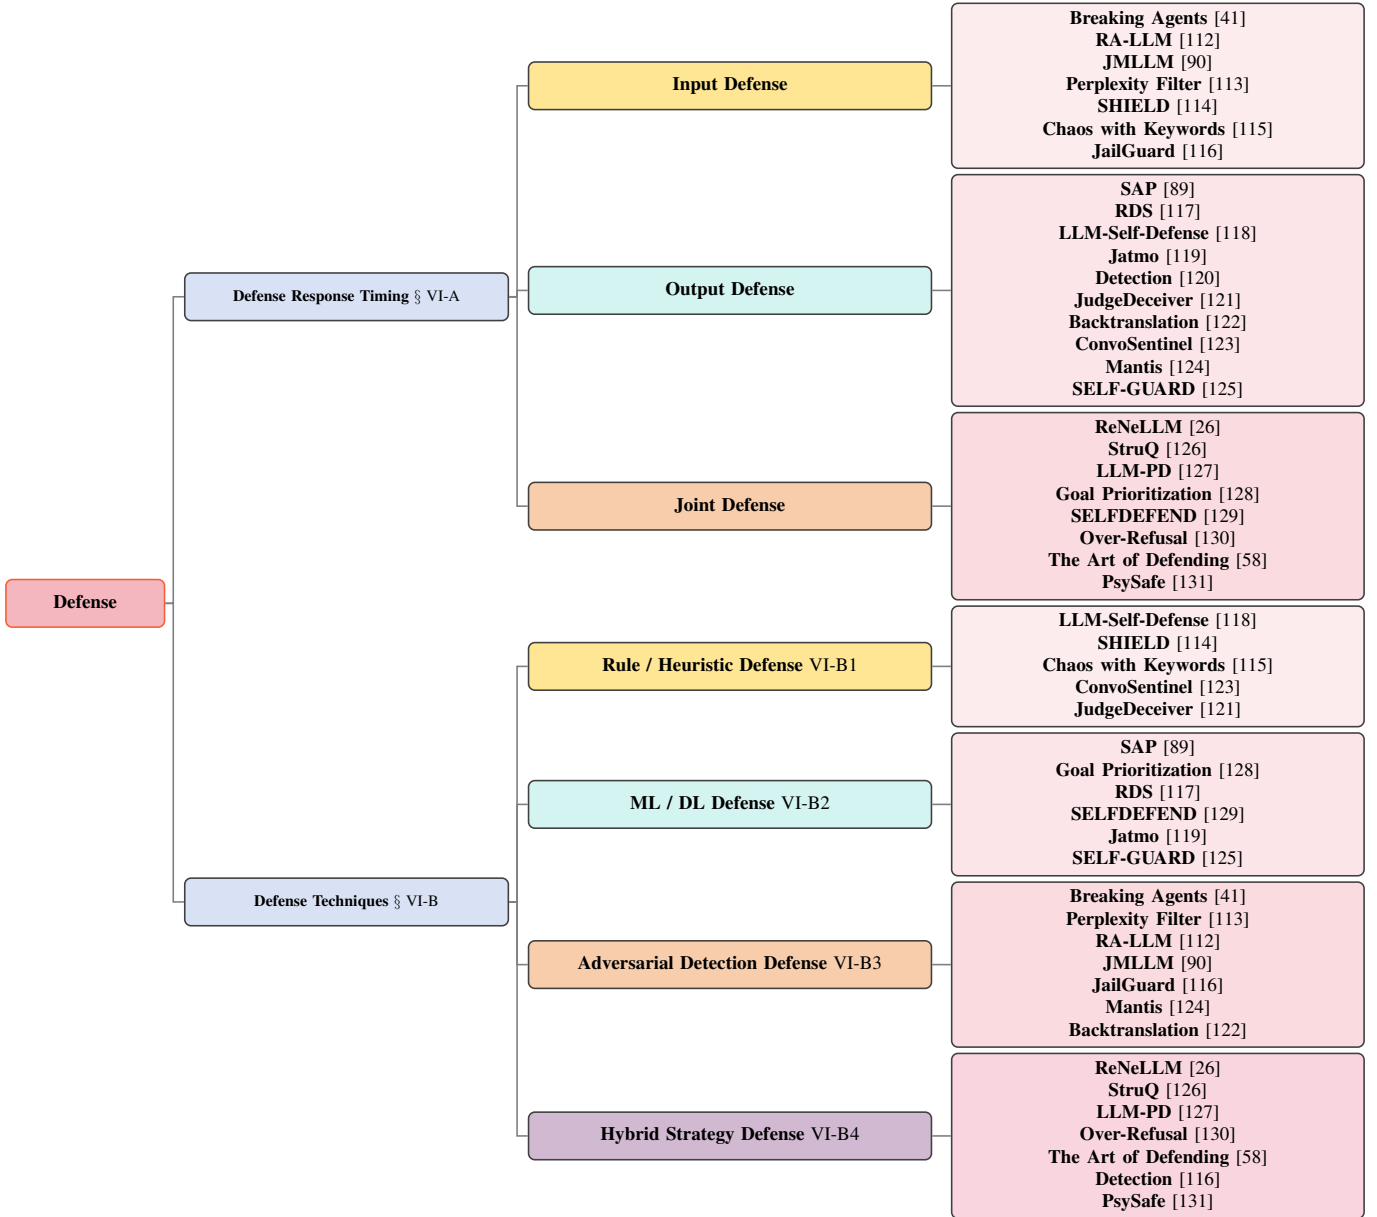 Defense
Defense Response Timing § VI-A
Input Defense
Breaking Agents [41]
RA-LLM [112]
JMLLM [90]
Perplexity Filter [113]
SHIELD [114]
Chaos with Keywords [115]
JailGuard [116]
Output Defense
SAP [89]
RDS [117]
LLM-Self-Defense [118]
Jatmo [119]
Detection [120]
JudgeDeceiver [121]
Backtranslation [122]
ConvoSentinel [123]
Mantis [124]
SELF-GUARD [125]
Joint Defense
ReNeLLM [26]
StruQ [126]
LLM-PD [127]
Goal Prioritization [128]
SELFDEFEND [129]
Over-Refusal [130]
The Art of Defending [58]
PsySafe [131]
Defense Techniques § VI-B
Rule / Heuristic Defense VI-B1
LLM-Self-Defense [118]
SHIELD [114]
Chaos with Keywords [115]
ConvoSentinel [123]
JudgeDeceiver [121]
ML / DL Defense VI-B2
SAP [89]
Goal Prioritization [128]
RDS [117]
SELFDEFEND [129]
Jatmo [119]
SELF-GUARD [125]
Adversarial Detection Defense VI-B3
Breaking Agents [41]
Perplexity Filter [113]
RA-LLM [112]
JMLLM [90]
JailGuard [116]
Mantis [124]
Backtranslation [122]
Hybrid Strategy Defense VI-B4
ReNeLLM [26]
StruQ [126]
LLM-PD [127]
Over-Refusal [130]
The Art of Defending [58]
Detection [116]
PsySafe [131]